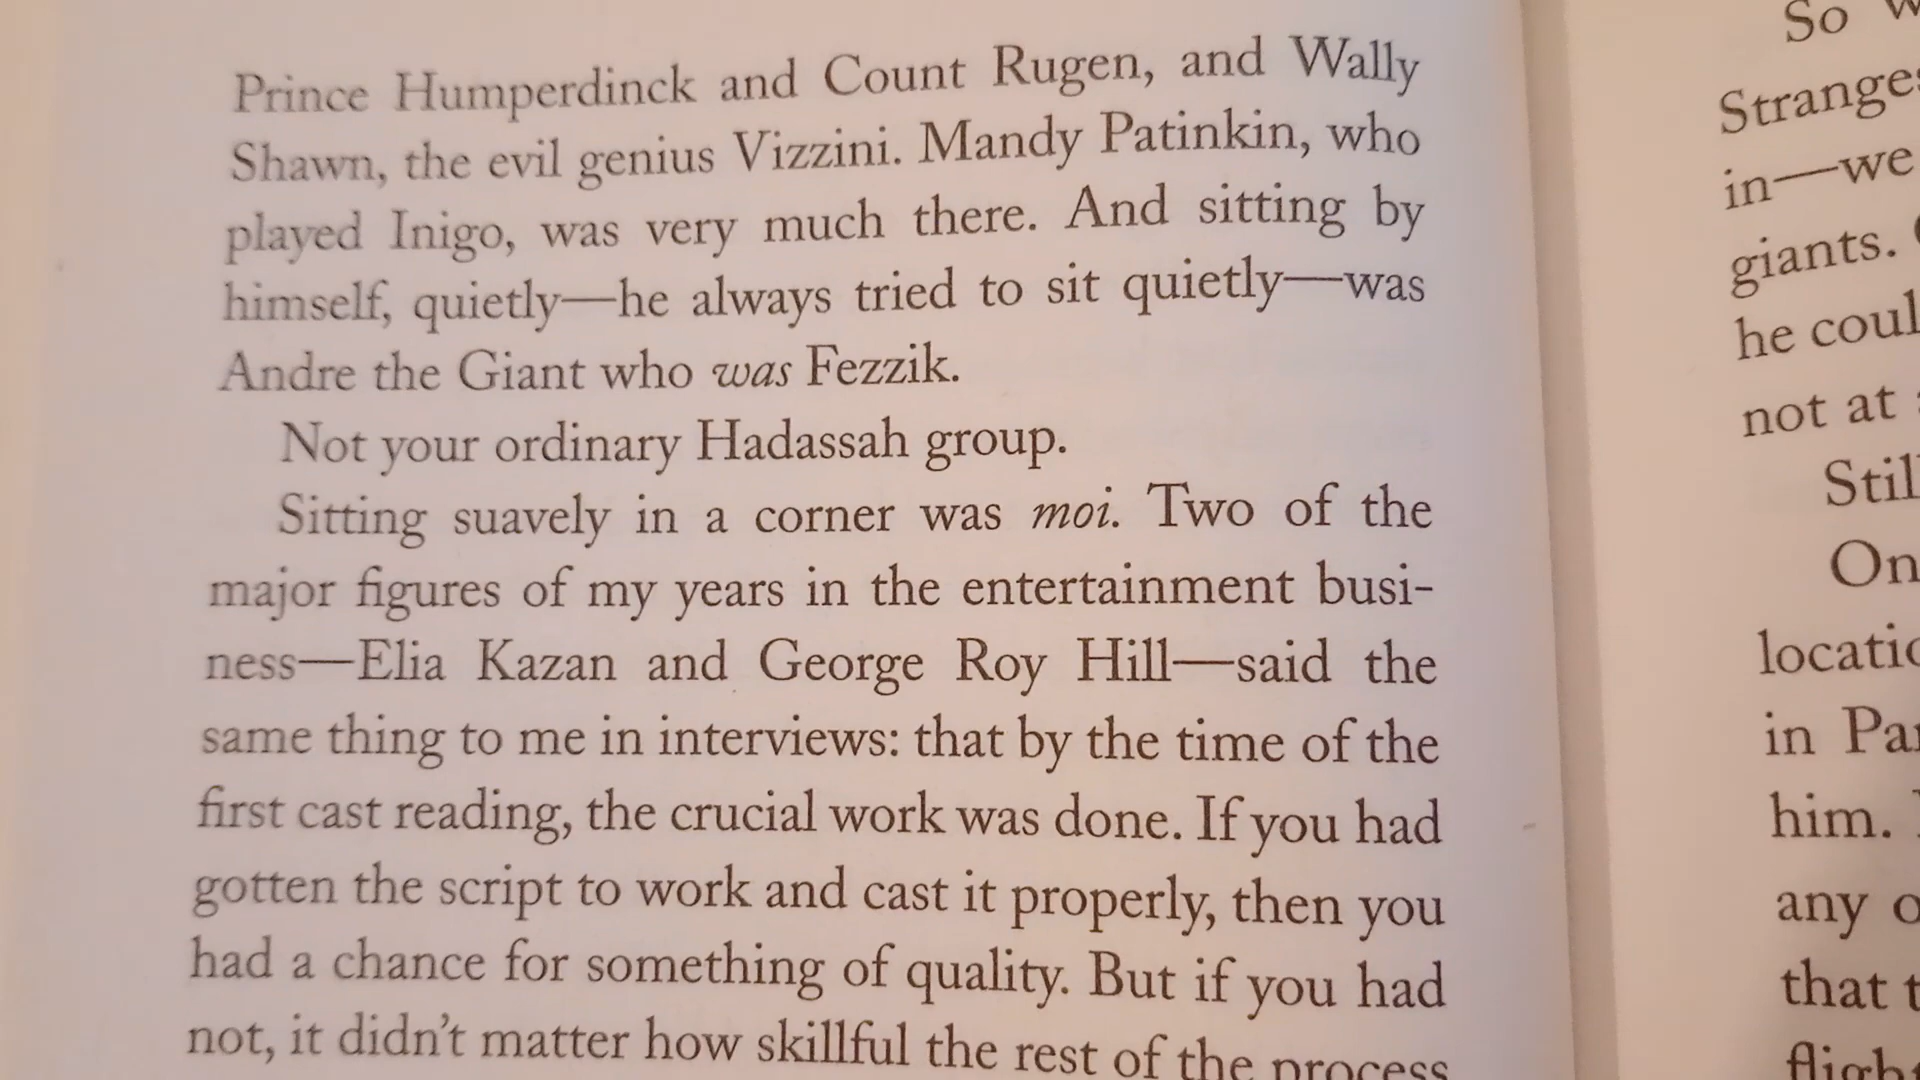 Prince Humperdinck and Count Rugen, and Wally
Shawn, the evil genius Vizzini. Mandy Patinkin, who
played Inigo, was very much there. And sitting by
himself, quietly—he always tried to sit quietly—was
Andre the Giant who was Fezzik.
Not your ordinary Hadassah group.
Sitting suavely in a corner was moi. Two of the
major figures of my years in the entertainment busi-
ness—Elia Kazan and George Roy Hill—said the
same thing to me in interviews: that by the time of the
first cast reading, the crucial work was done. If you had
gotten the script to work and cast it properly, then you
had a chance for something of quality. But if you had
not, it didn't matter how skillful the rest of the process
So
in—we
giants.
he
not at
On
in
him.
any
that